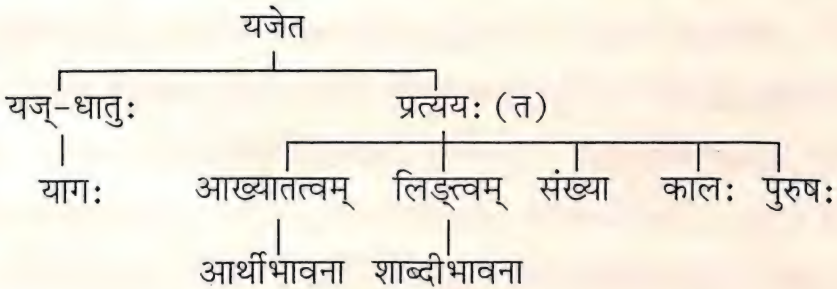 यजेत
यज्-धातुः प्रत्ययः (त)
यागः आख्यातत्वम् लिङ्त्वम् संख्या कालः पुरुषः
आर्थीभावना शाब्दीभावना